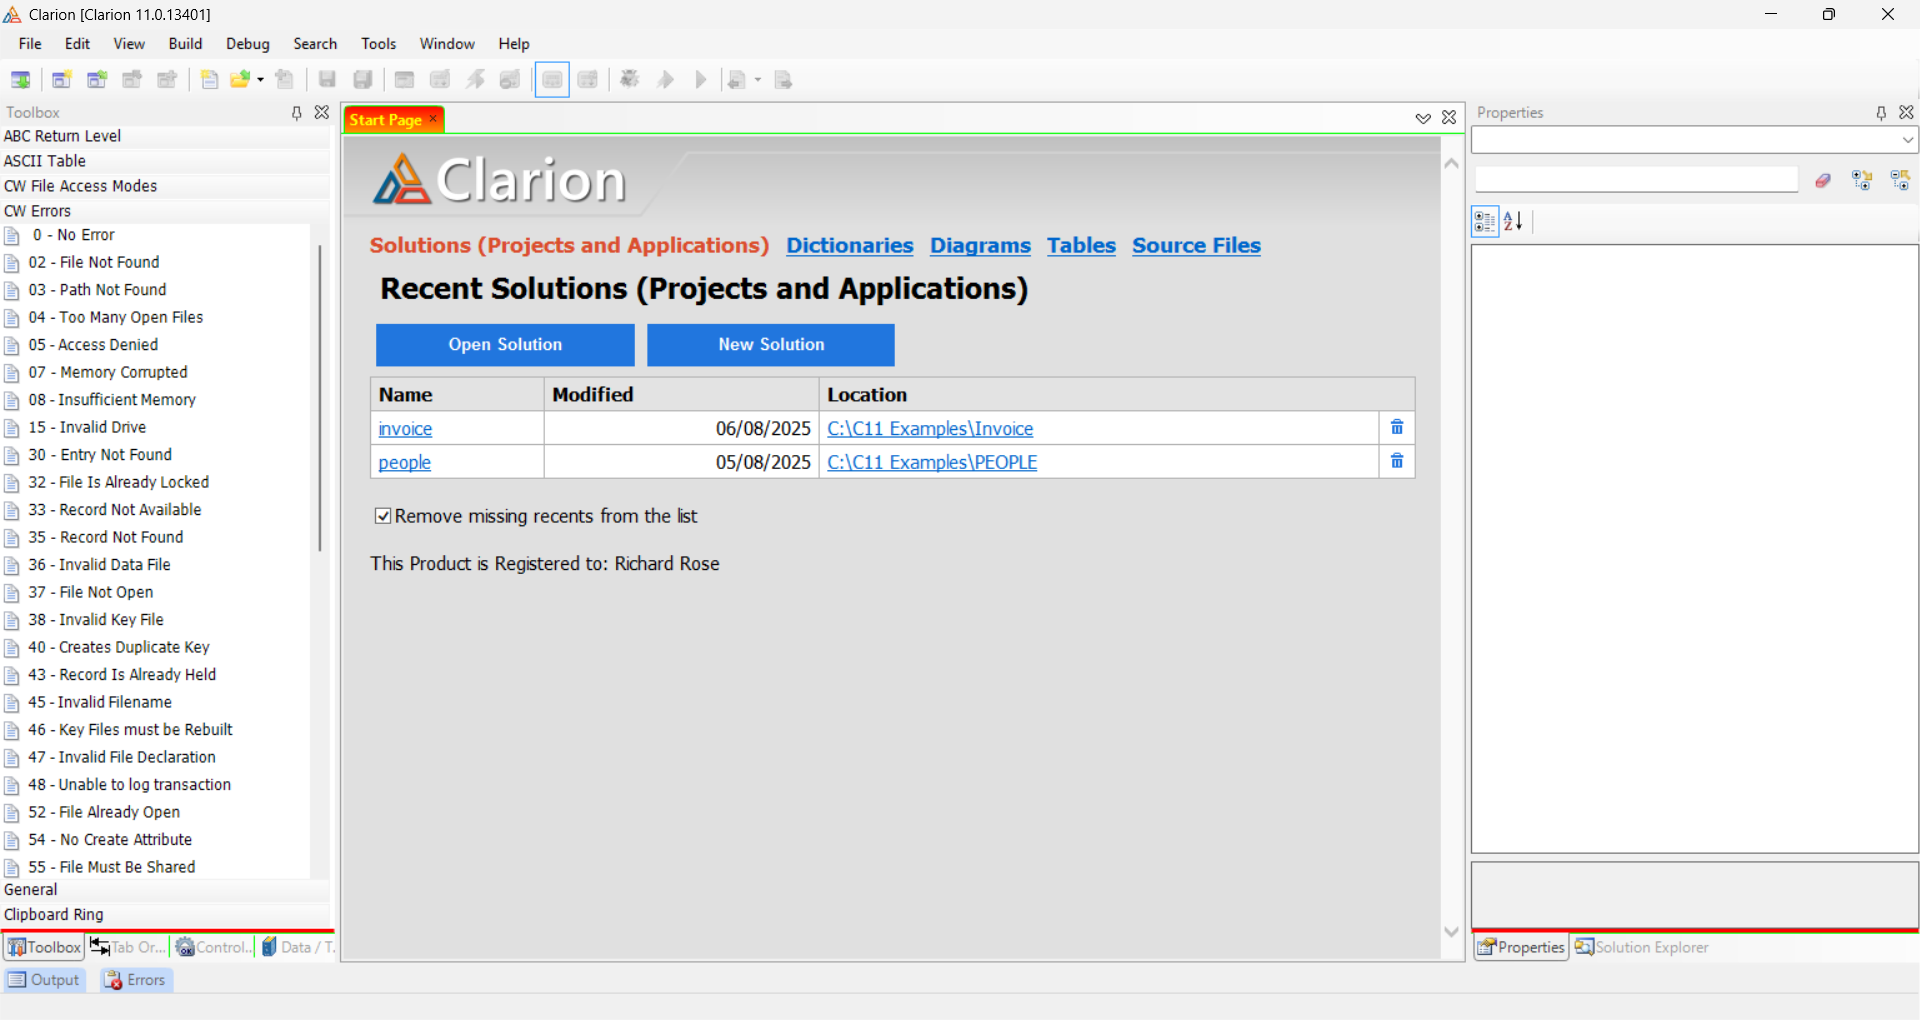 Clarion [Clarion 11.0.13401]
File Edit View Build Debug Search Tools Window Help
Toolbox
ABC Return Level
ASCII Table
CW File Access Modes
CW Errors
0 - No Error
02 - File Not Found
03 - Path Not Found
04 - Too Many Open Files
05 - Access Denied
07 - Memory Corrupted
08 - Insufficient Memory
15 - Invalid Drive
30 - Entry Not Found
32 - File Is Already Locked
33 - Record Not Available
35 - Record Not Found
36 - Invalid Data File
37 - File Not Open
38 - Invalid Key File
40 - Creates Duplicate Key
43 - Record Is Already Held
45 - Invalid Filename
46 - Key Files must be Rebuilt
47 - Invalid File Declaration
48 - Unable to log transaction
52 - File Already Open
54 - No Create Attribute
55 - File Must Be Shared
General
Clipboard Ring
Toolbox Tab Or... Control... Data / T...
Output Errors
Start Page
Clarion
Solutions (Projects and Applications) Dictionaries Diagrams Tables Source Files
Recent Solutions (Projects and Applications)
Open Solution New Solution
Name Modified Location
invoice 06/08/2025 C:\C11 Examples\Invoice
people 05/08/2025 C:\C11 Examples\PEOPLE
Remove missing recents from the list
This Product is Registered to: Richard Rose
Properties
Properties Solution Explorer